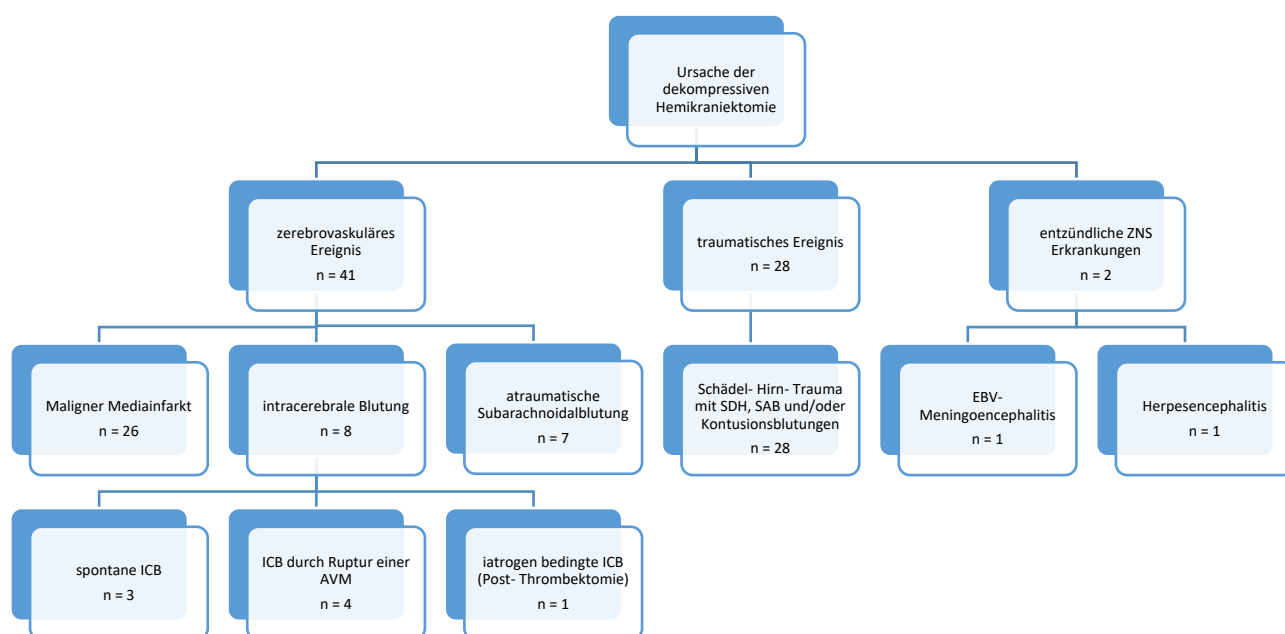 Ursache der
dekompressiven
Hemikraniektomie
zerebrovaskuläres
Ereignis
n = 41
traumatisches Ereignis
n = 28
entzündliche ZNS
Erkrankungen
n = 2
Maligner Mediainfarkt
n = 26
intracerebrale Blutung
n = 8
atraumatische
Subarachnoidalblutung
n = 7
Schädel- Hirn- Trauma
mit SDH, SAB und/oder
Kontusionsblutungen
n = 28
EBV-
Meningoencephalitis
n = 1
Herpesencephalitis
n = 1
spontane ICB
n = 3
ICB durch Ruptur einer
AVM
n = 4
iatrogen bedingte ICB
(Post- Thrombektomie)
n = 1